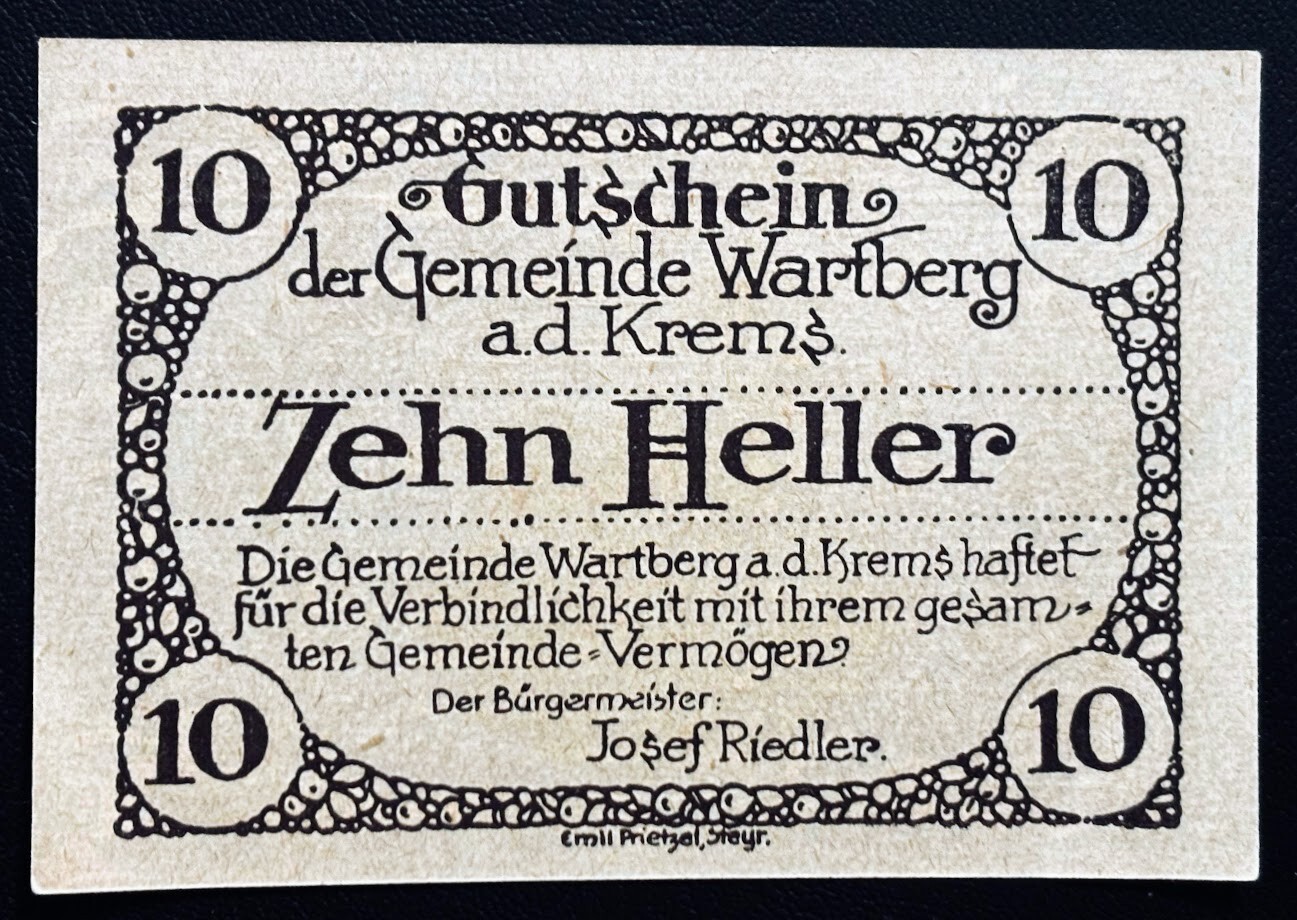 10 10
Gutschein
der Gemeinde Wartberg
a.d. Krems.
Zehn Heller
Die Gemeinde Wartberg a.d. Krems haftet
für die Verbindlichkeit mit ihrem gesam-
ten Gemeinde-Vermögen.
Der Bürgermeister:
Josef Riedler.
10 10
Emil Prietzel, Steyr.